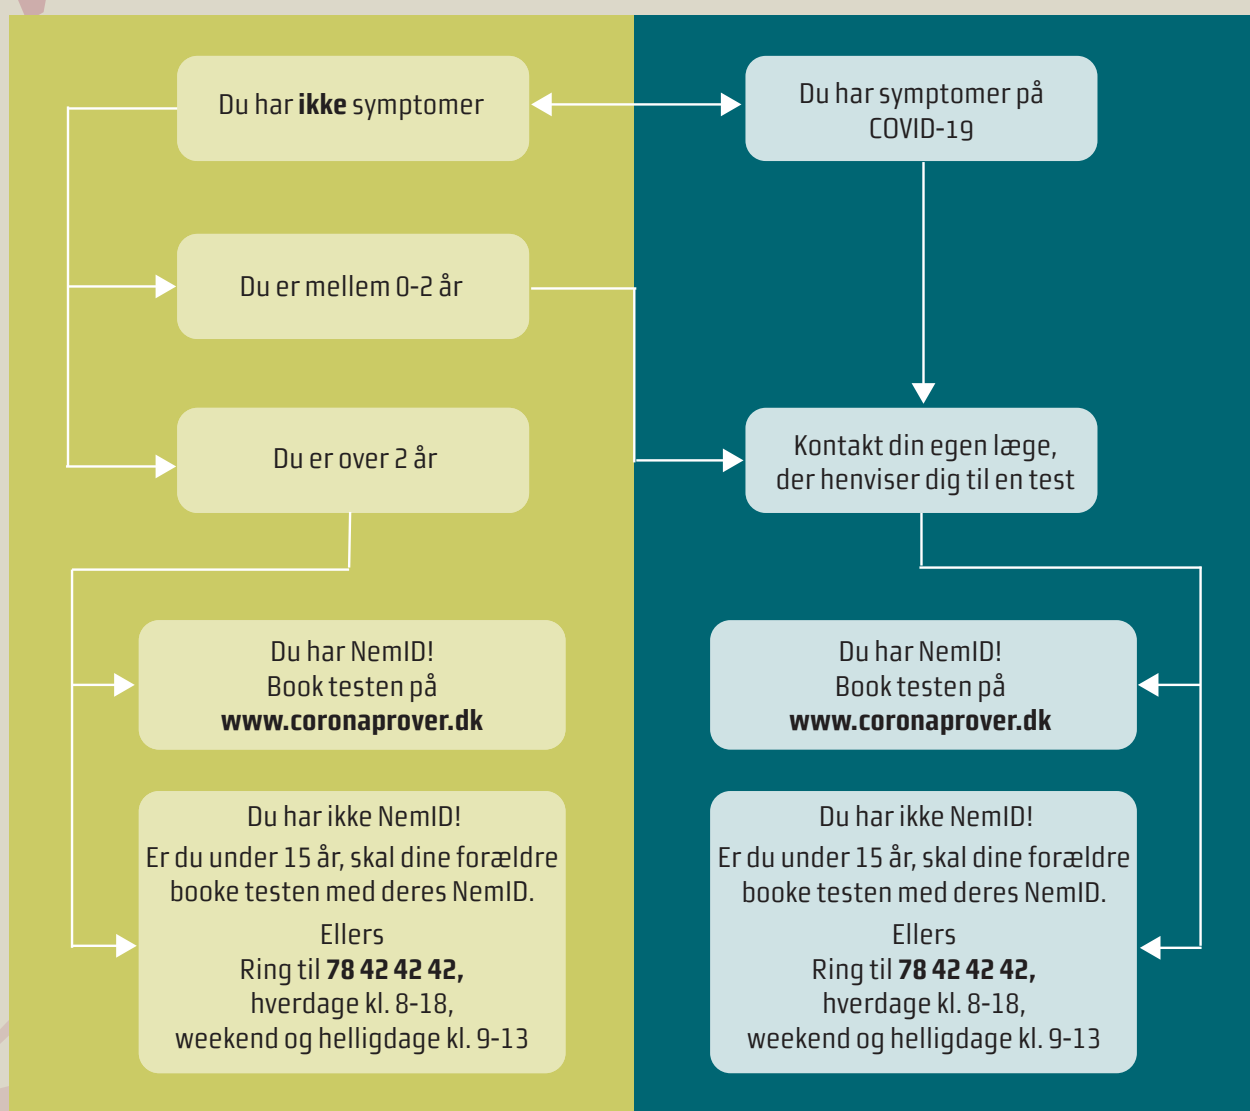 Du har ikke symptomer
Du har symptomer på
COVID-19
Du er mellem 0-2 år
Du er over 2 år
Kontakt din egen læge,
der henviser dig til en test
Du har NemID!
Book testen på
www.coronaprover.dk
Du har NemID!
Book testen på
www.coronaprover.dk
Du har ikke NemID!
Er du under 15 år, skal dine forældre
booke testen med deres NemID.
Ellers
Ring til 78 42 42 42,
hverdage kl. 8-18,
weekend og helligdage kl. 9-13
Du har ikke NemID!
Er du under 15 år, skal dine forældre
booke testen med deres NemID.
Ellers
Ring til 78 42 42 42,
hverdage kl. 8-18,
weekend og helligdage kl. 9-13